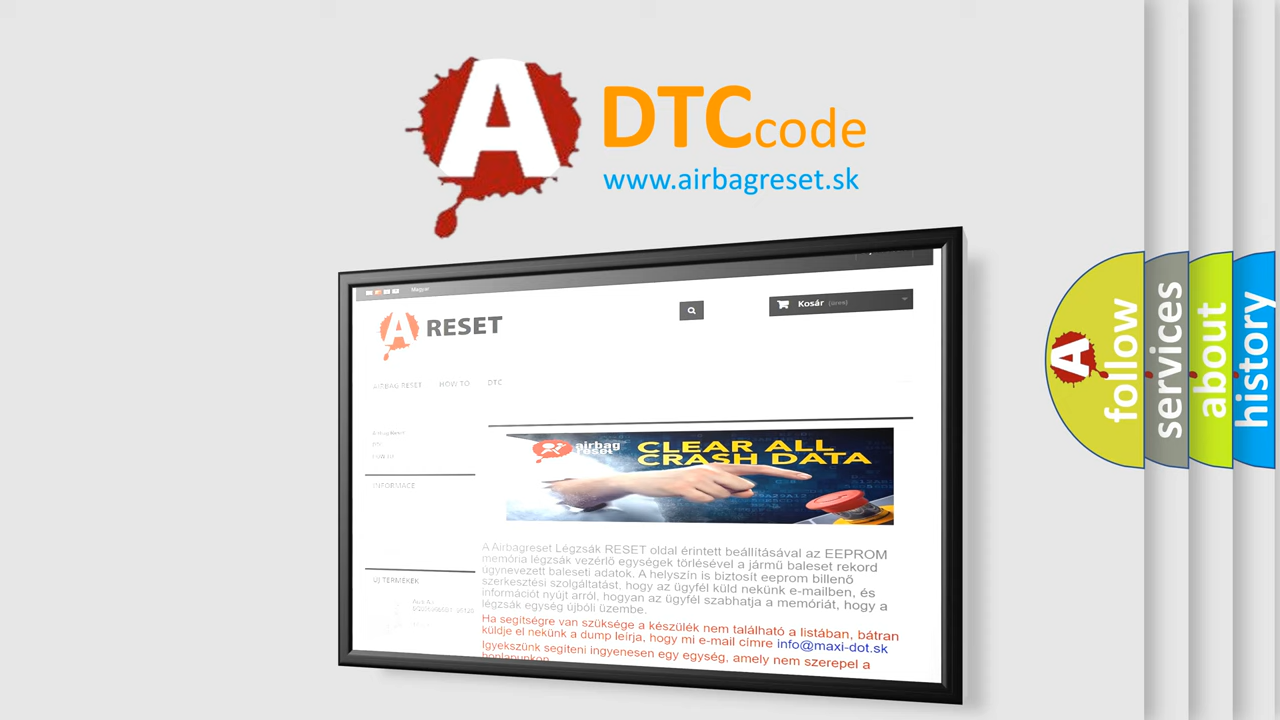 A
DTCcode
www.airbagreset.sk
Magyar
A RESET
Kosár (üres)
AIRBAG RESET HOW TO DTC
INFORMACE
ÚJ TERMÉKEK
airbag
reset
CLEAR ALL
CRASH DATA
A Airbagreset Légzsák RESET oldal érintett beállításával az EEPROM
memória légzsák vezérlő egységek törlésével a jármű baleset rekord
úgynevezett baleseti adatok. A helyszín is biztosít eeprom billenő
szerkesztési szolgáltatást, hogy az ügyfél küld nekünk e-mailben, és
információt nyújt arról, hogyan az ügyfél szabhatja a memóriát, hogy a
légzsák egység újbóli üzembe.
Ha segítségre van szüksége a készülék nem található a listában, bátran
küldje el nekünk a dump leírja, hogy mi e-mail címre info@maxi-dot.sk
Igyekszünk segíteni ingyenesen egy egység, amely nem szerepel a
honlapunkon
A
follow
services
about
history